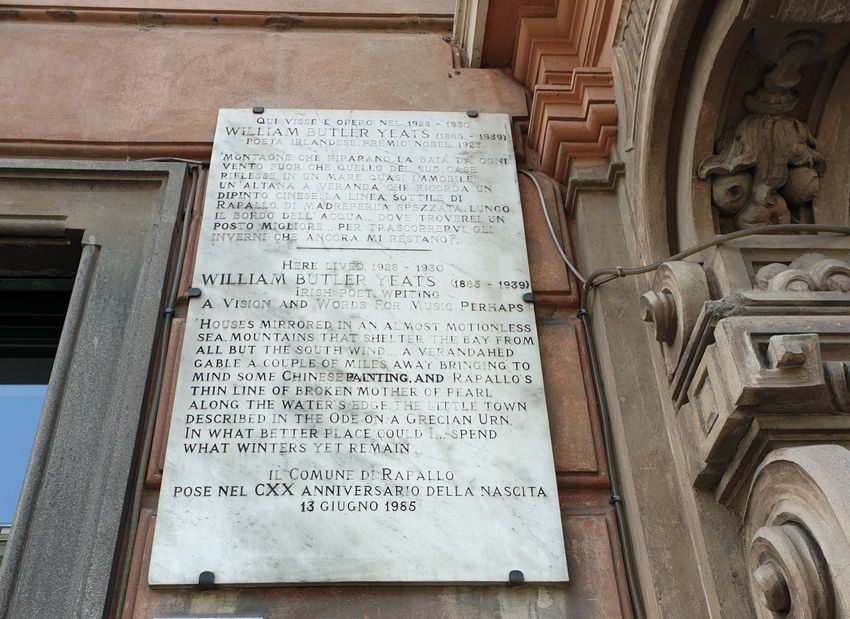 QUI VISSE E OPERO' NEL 1928 - 1930
WILLIAM BUTLER YEATS (1865 - 1939)
POETA IRLANDESE, PREMIO NOBEL 1923
"MONTAGNE CHE RIPARANO LA BAIA DA OGNI
VENTO FUOR CHE QUELLO DEL SUD, CASE
RIFLESSE IN UN MARE QUASI IMMOBILE...
UN'ALTANA A VERANDA CHE RICORDA UN
DIPINTO CINESE, LA LINEA SOTTILE DI
RAPALLO DI MADREPERLA SPEZZATA, LUNGO
IL BORDO DELL'ACQUA... DOVE TROVEREI UN
POSTO MIGLIORE... PER TRASCORRERVI GLI
INVERNI CHE ANCORA MI RESTANO?"
HERE LIVED, 1928 - 1930
WILLIAM BUTLER YEATS (1865 - 1939)
IRISH POET, WRITING
A VISION AND WORDS FOR MUSIC PERHAPS
"HOUSES MIRRORED IN AN ALMOST MOTIONLESS
SEA, MOUNTAINS THAT SHELTER THE BAY FROM
ALL BUT THE SOUTH WIND... A VERANDAHED
GABLE A COUPLE OF MILES AWAY BRINGING TO
MIND SOME CHINESE PAINTING, AND RAPALLO'S
THIN LINE OF BROKEN MOTHER OF PEARL
ALONG THE WATER'S EDGE. THE LITTLE TOWN
DESCRIBED IN THE ODE ON A GRECIAN URN.
IN WHAT BETTER PLACE COULD I... SPEND
WHAT WINTERS YET REMAIN
IL COMUNE DI RAPALLO
POSE NEL CXX ANNIVERSARIO DELLA NASCITA
13 GIUGNO 1985